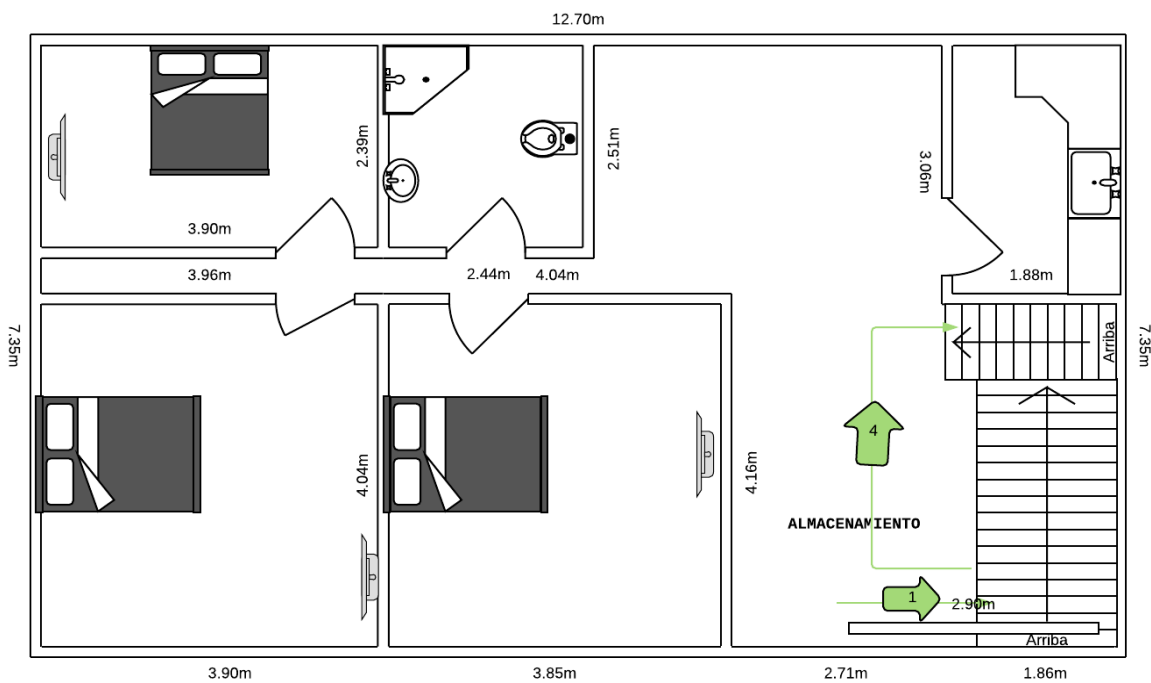 12.70m
2.39m
2.51m
3.06m
3.90m
3.96m
2.44m
4.04m
1.88m
7.35m
Arriba
7.35m
4
4.04m
4.16m
ALMACENAMIENTO
1
2.90m
Arriba
3.90m
3.85m
2.71m
1.86m